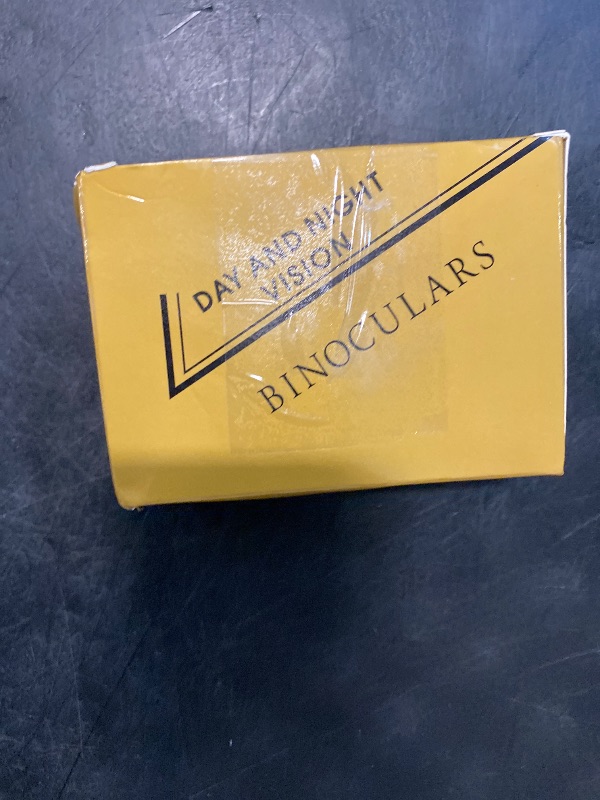 DAY AND NIGHT
VISION
BINOCULARS